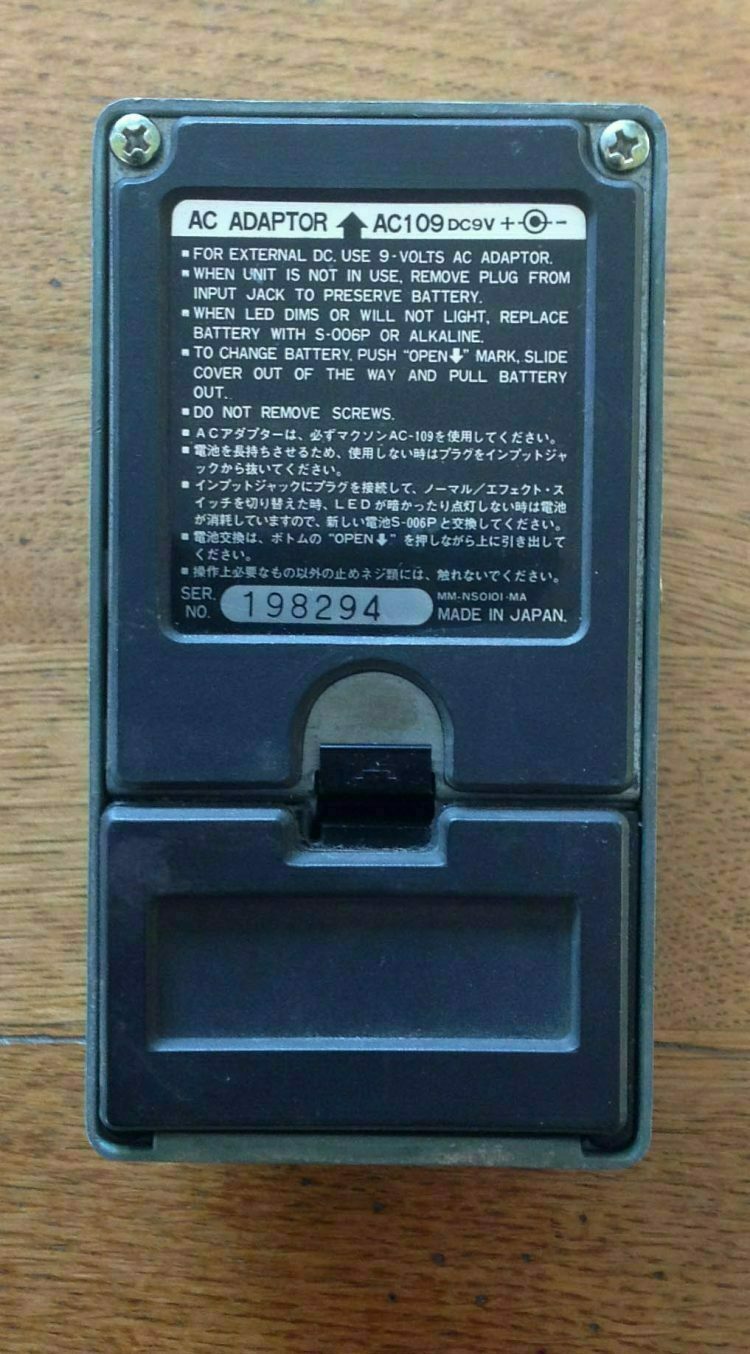 AC ADAPTOR ⬆ AC109 DC9V + -
▪ FOR EXTERNAL DC. USE 9-VOLTS AC ADAPTOR.
▪ WHEN UNIT IS NOT IN USE, REMOVE PLUG FROM
INPUT JACK TO PRESERVE BATTERY.
▪ WHEN LED DIMS OR WILL NOT LIGHT, REPLACE
BATTERY WITH S-006P OR ALKALINE.
▪ TO CHANGE BATTERY, PUSH "OPEN⬇" MARK, SLIDE
COVER OUT OF THE WAY AND PULL BATTERY
OUT.
▪ DO NOT REMOVE SCREWS.
▪ ACアダプターは、必ずマクソンAC-109を使用してください。
▪ 電池を長持ちさせるため、使用しない時はプラグをインプットジャ
ックから抜いてください。
▪ インプットジャックにプラグを接続して、ノーマル/エフェクト・ス
イッチを切り替えた時、LEDが暗かったり点灯しない時は電池
が消耗していますので、新しい電池S-006Pと交換してください。
▪ 電池交換は、ボトムの "OPEN⬇" を押しながら上に引き出して
ください。
▪ 操作上必要なもの以外の止めネジ類には、触れないでください。
SER. NO. 198294
MM-NS0101-MA
MADE IN JAPAN.